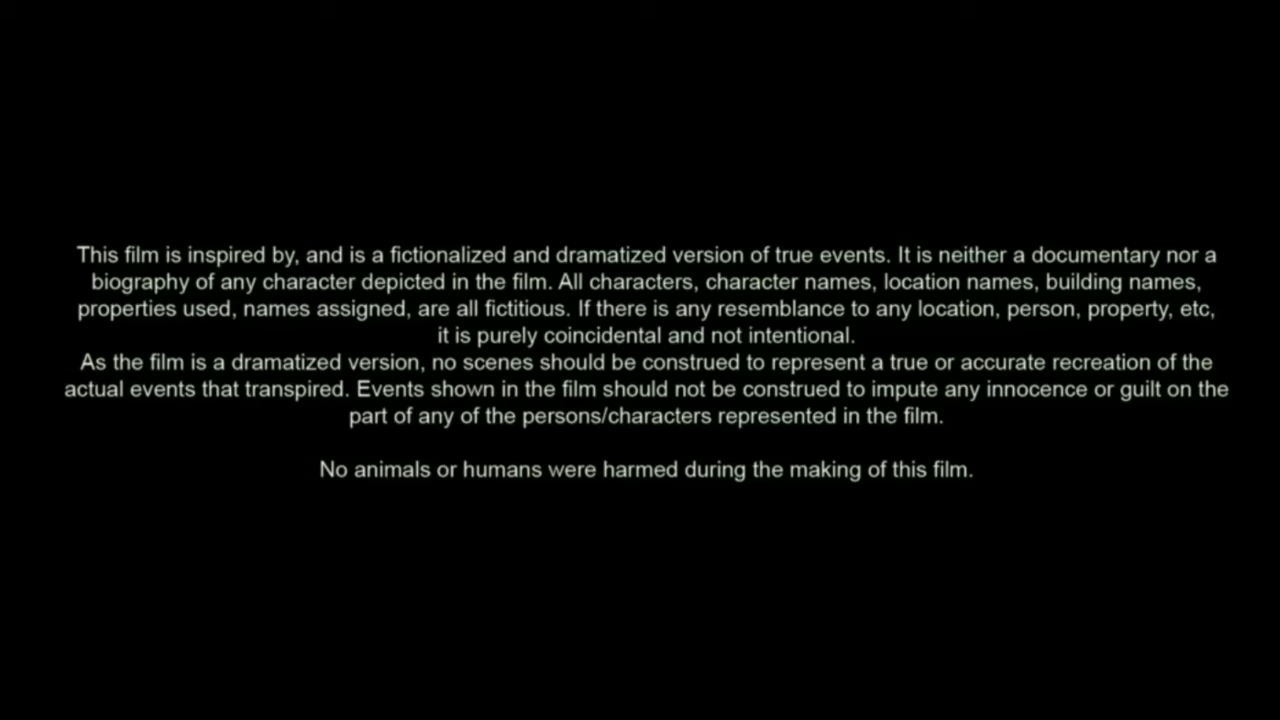 This film is inspired by, and is a fictionalized and dramatized version of true events. It is neither a documentary nor a
biography of any character depicted in the film. All characters, character names, location names, building names,
properties used, names assigned, are all fictitious. If there is any resemblance to any location, person, property, etc,
it is purely coincidental and not intentional.
As the film is a dramatized version, no scenes should be construed to represent a true or accurate recreation of the
actual events that transpired. Events shown in the film should not be construed to impute any innocence or guilt on the
part of any of the persons/characters represented in the film.
No animals or humans were harmed during the making of this film.